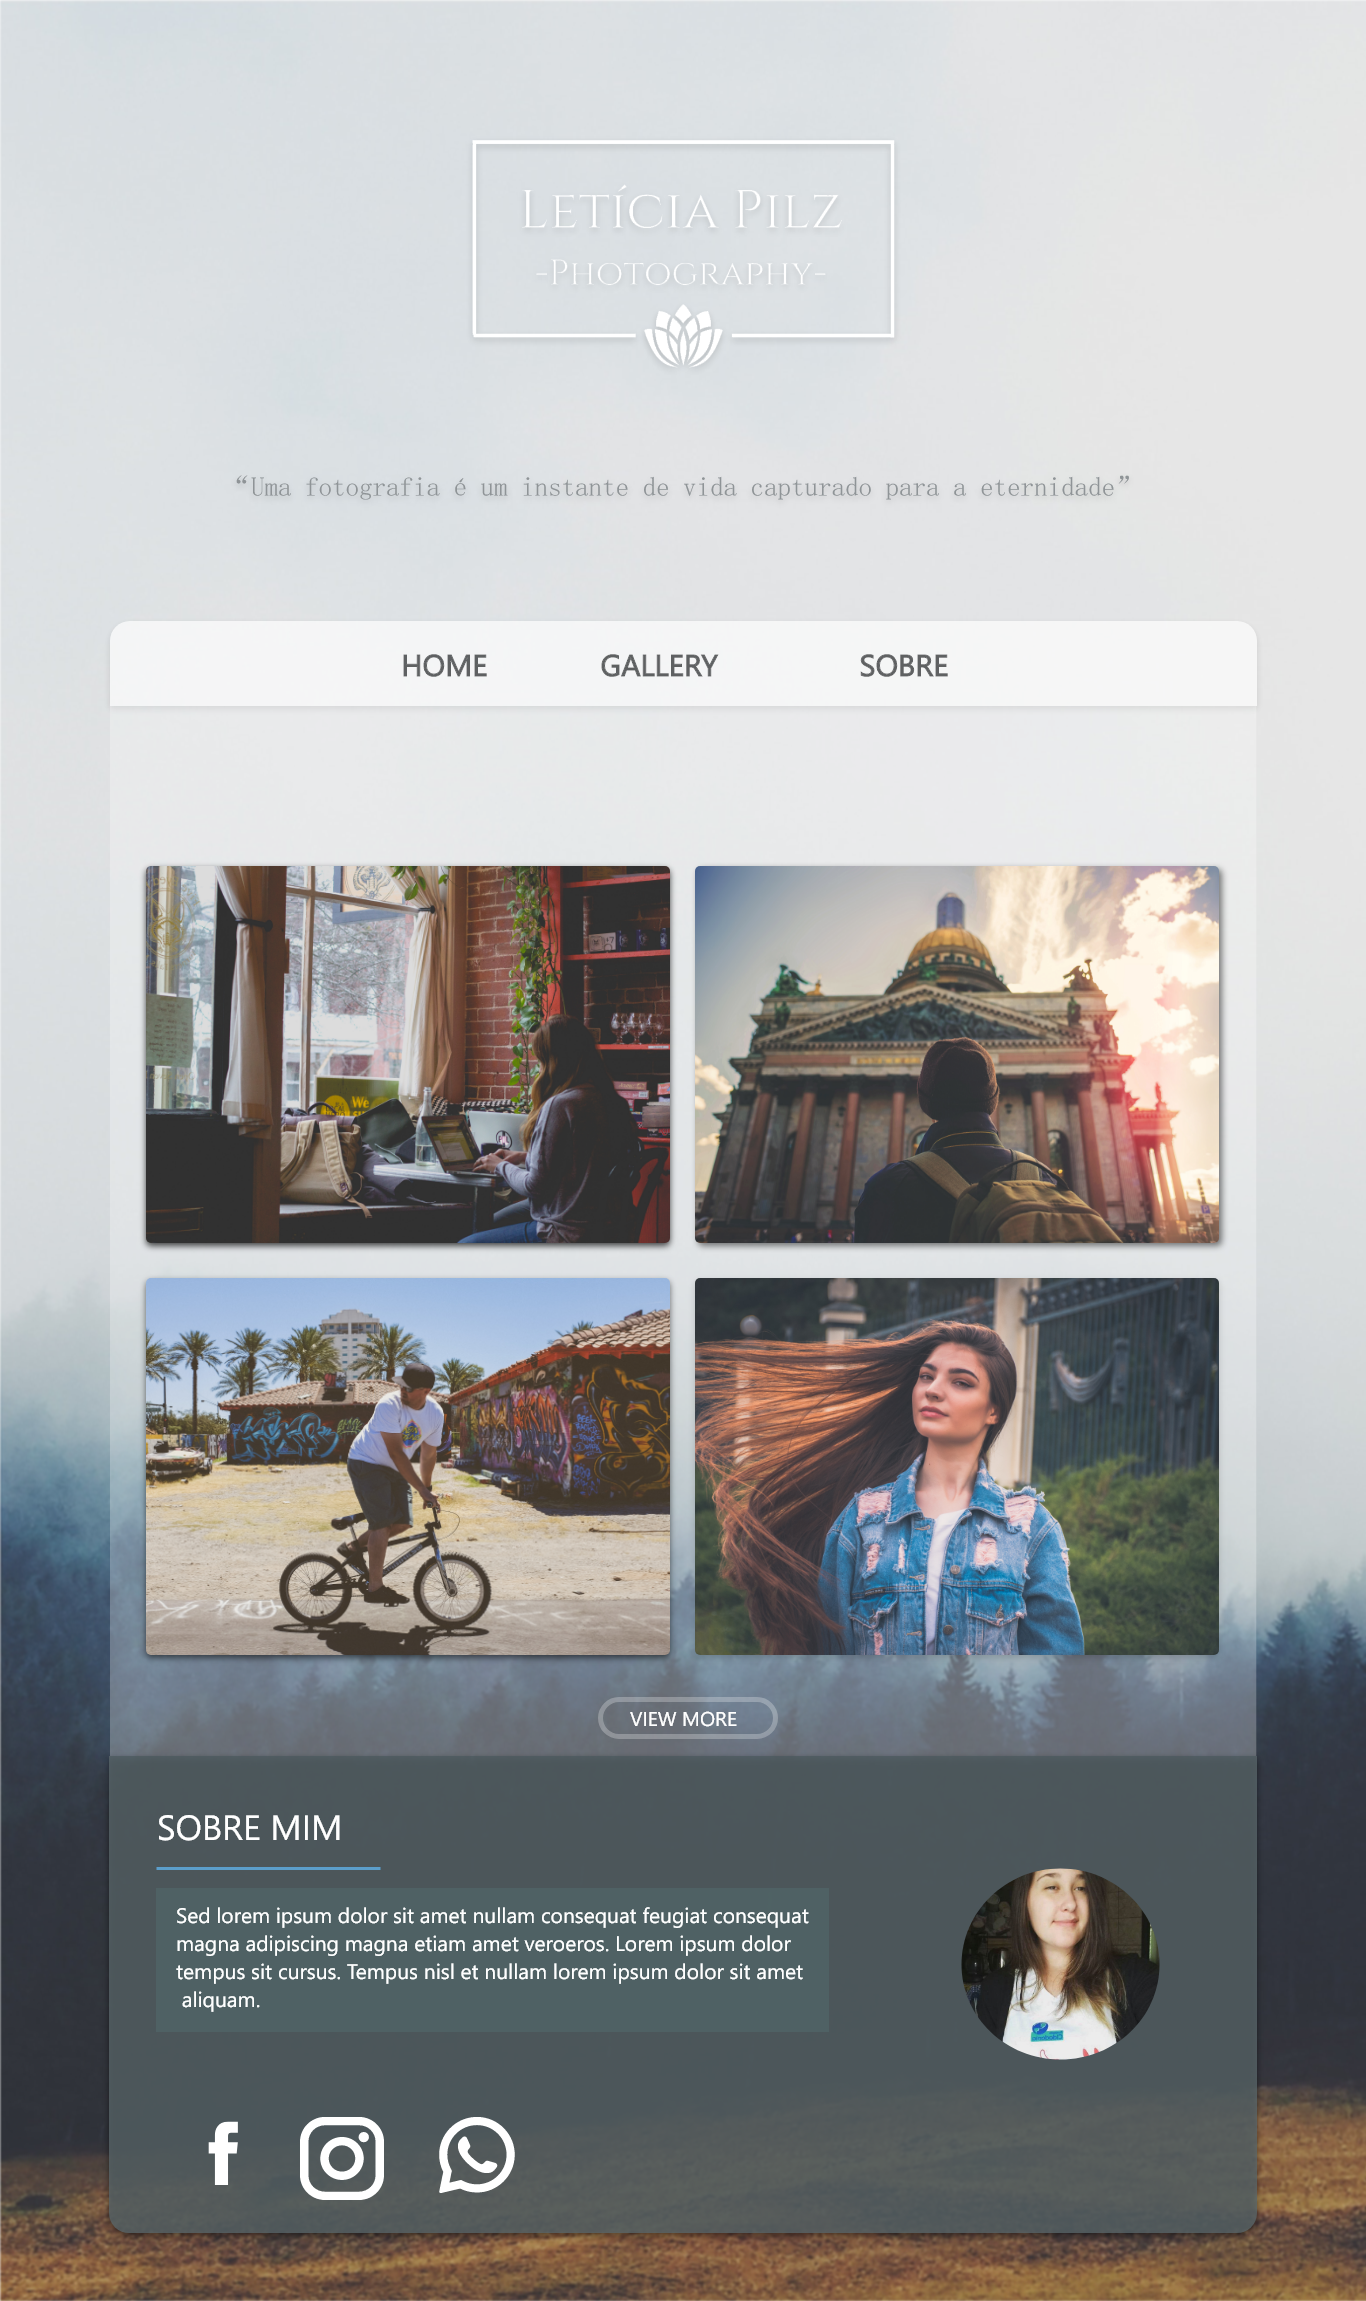 LETÍCIA PILZ
-PHOTOGRAPHY-
“Uma fotografia é um instante de vida capturado para a eternidade”
HOME GALLERY SOBRE
We
VIEW MORE
SOBRE MIM
Sed lorem ipsum dolor sit amet nullam consequat feugiat consequat
magna adipiscing magna etiam amet veroeros. Lorem ipsum dolor
tempus sit cursus. Tempus nisl et nullam lorem ipsum dolor sit amet
aliquam.